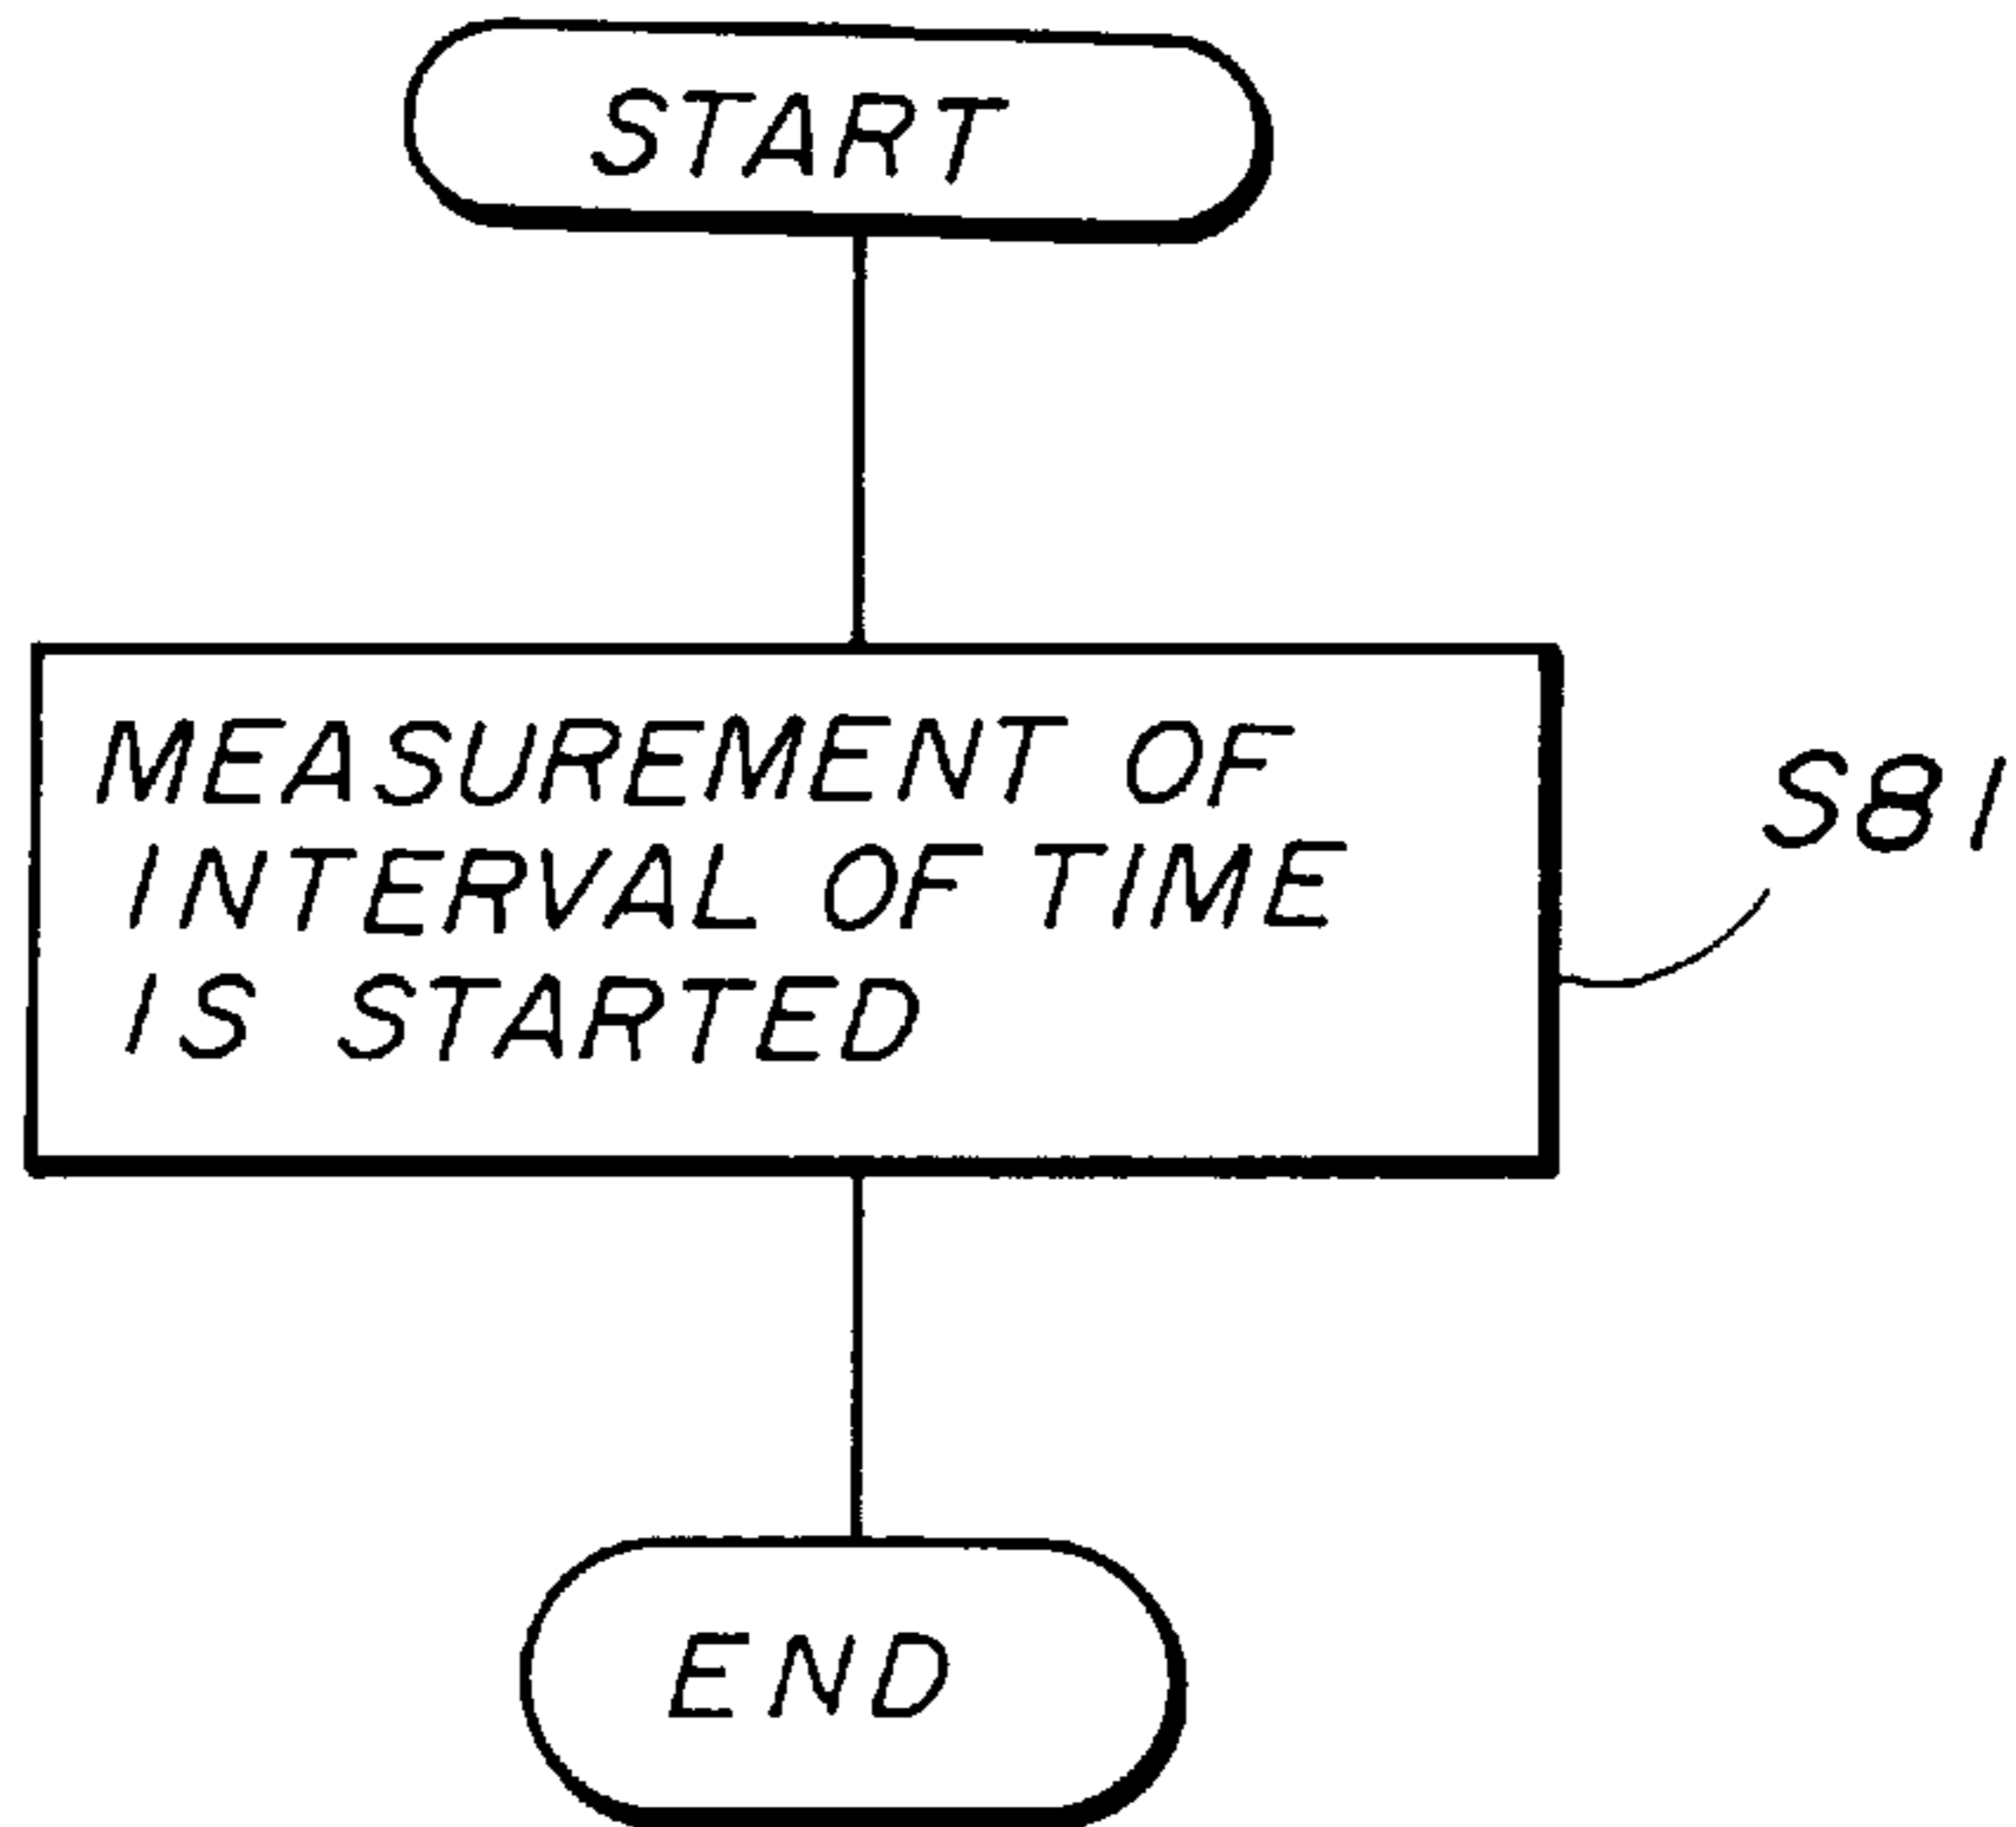 START
MEASUREMENT OF
INTERVAL OF TIME
IS STARTED
S81
END